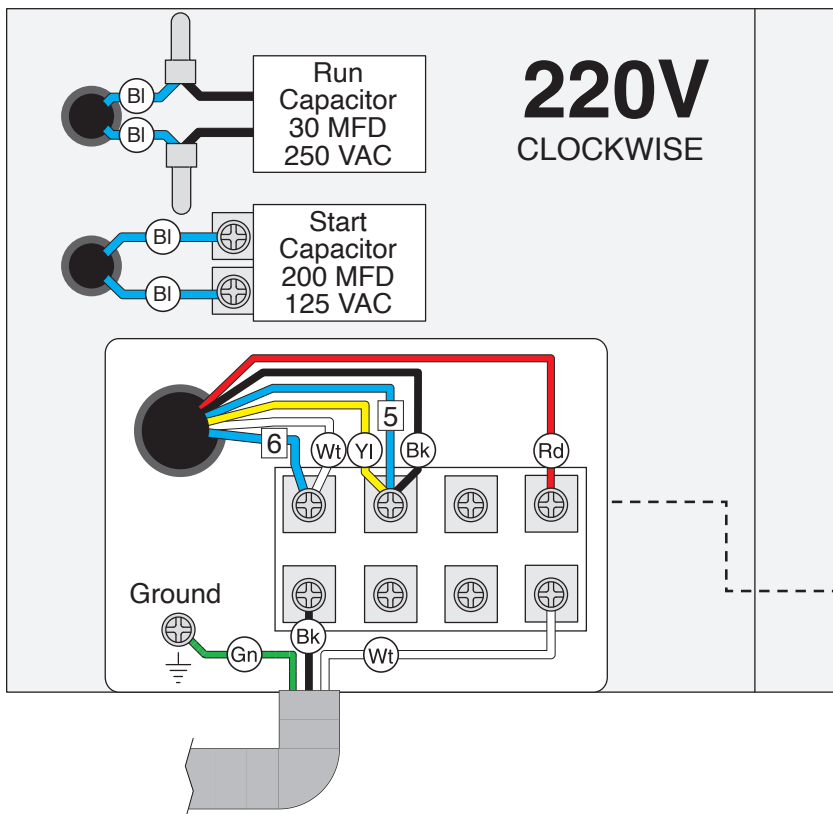 Run
Capacitor
30 MFD
250 VAC
220V
CLOCKWISE
Bl
Bl
Start
Capacitor
200 MFD
125 VAC
Bl
Bl
5
6
Wt
Yl
Bk
Rd
Ground
Bk
Gn
Wt